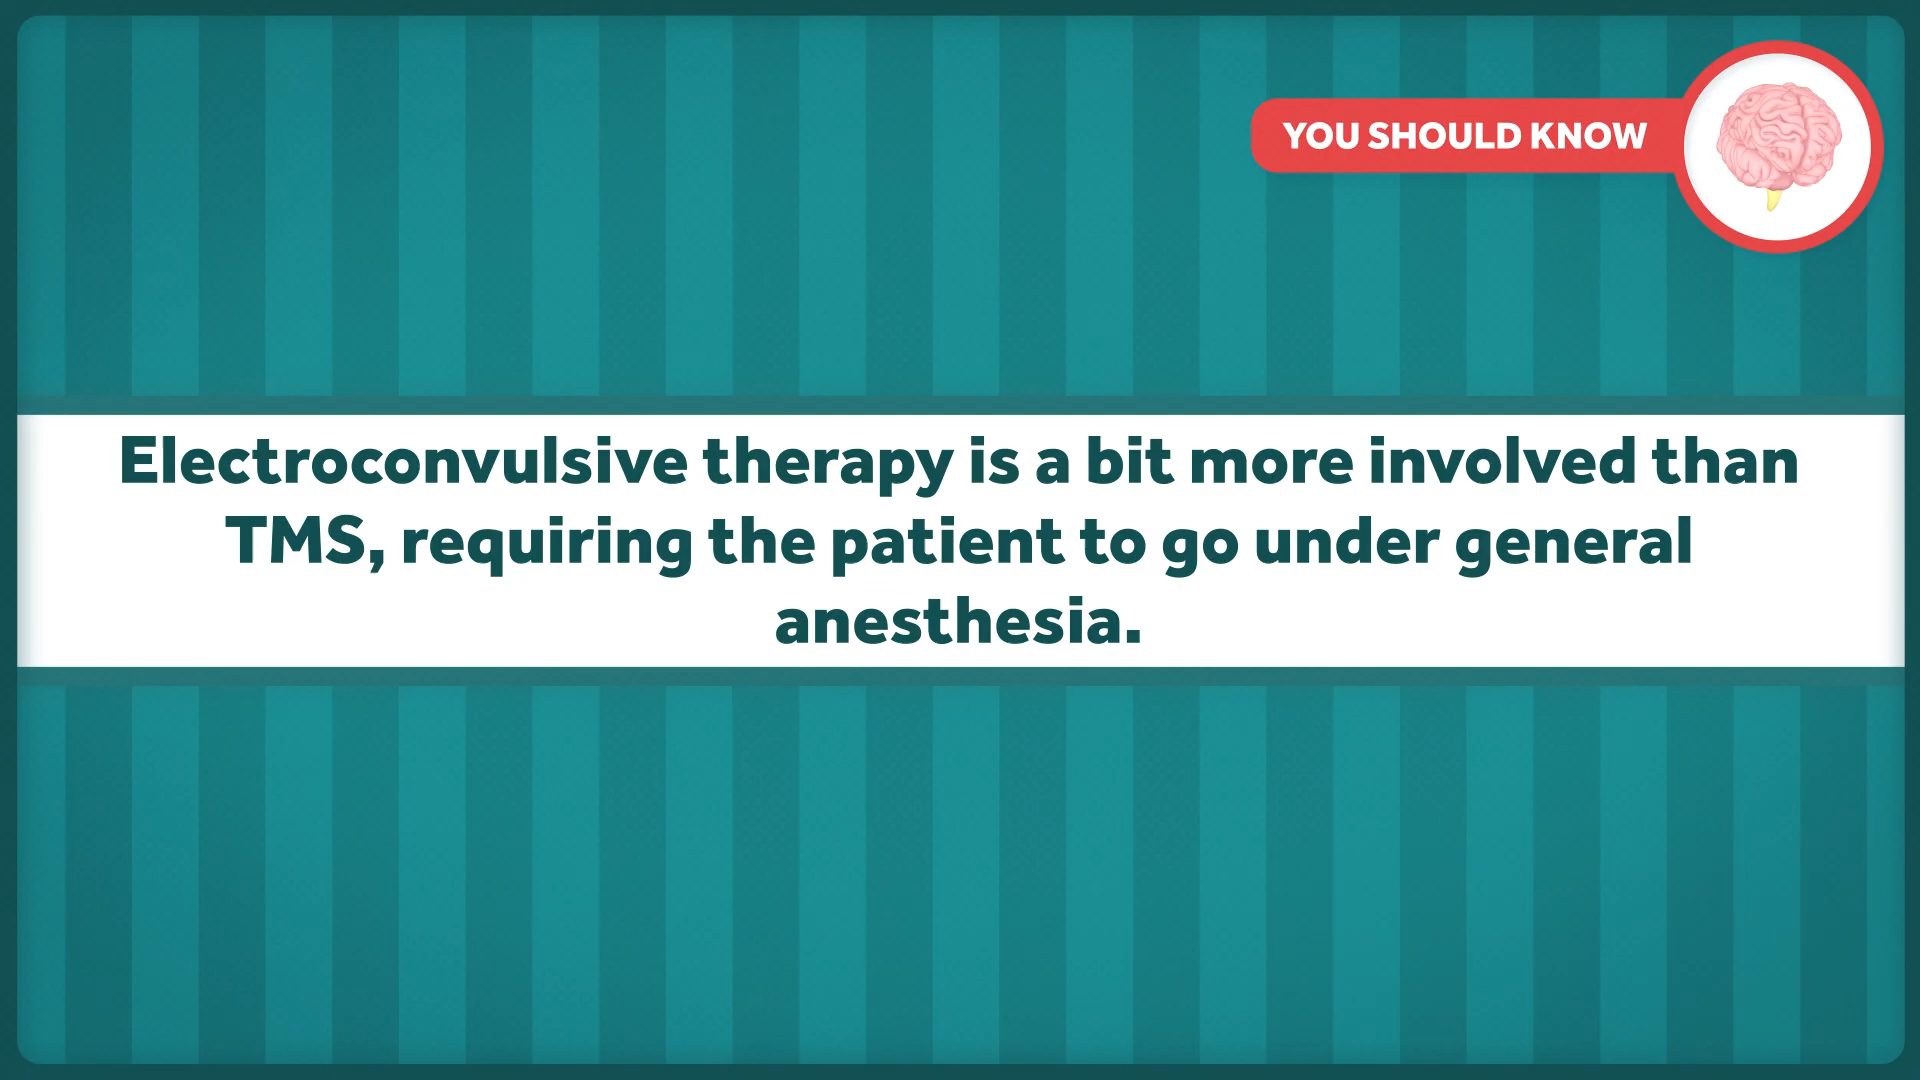 YOU SHOULD KNOW
Electroconvulsive therapy is a bit more involved than
TMS, requiring the patient to go under general
anesthesia.